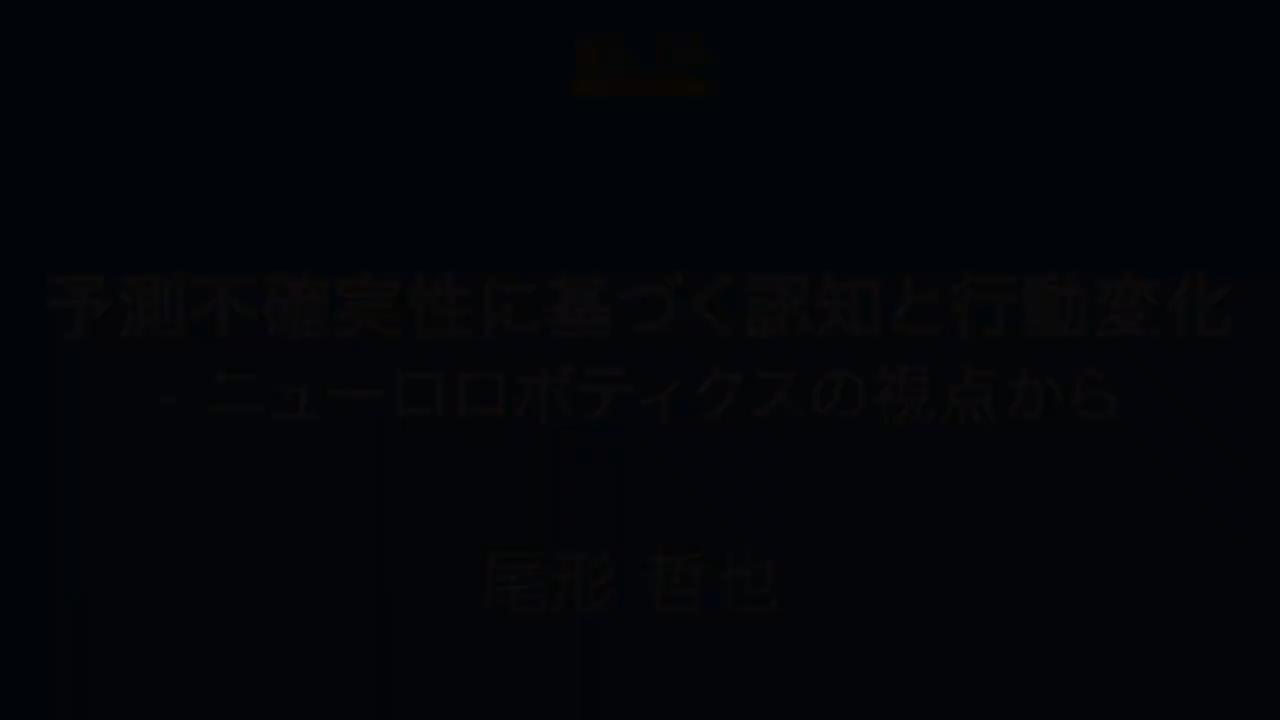 予測不確実性に基づく認知と行動変化
- ニューロロボティクスの視点から
尾形 哲也